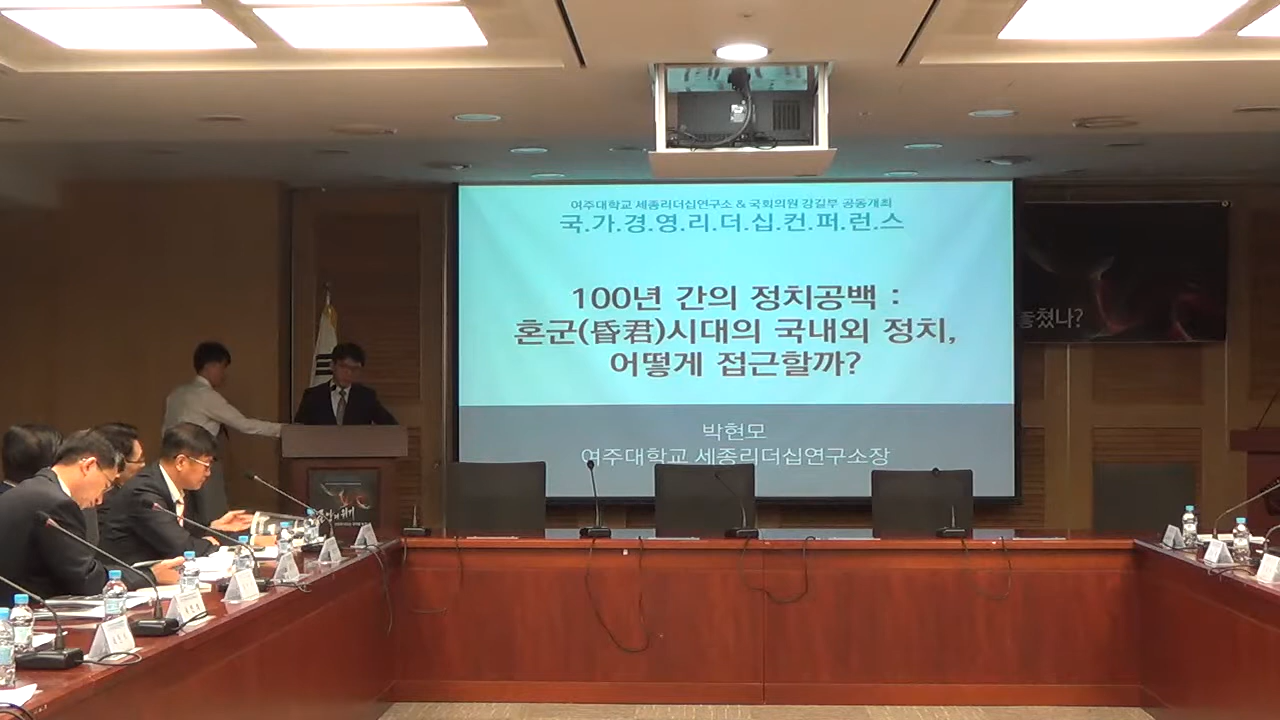 여주대학교 세종리더십연구소 & 국회의원 강길부 공동개최
국.가.경.영.리.더.십.컨.퍼.런.스
100년 간의 정치공백 :
혼군(昏君)시대의 국내외 정치,
어떻게 접근할까?
박현모
여주대학교 세종리더십연구소장
놓쳤나?